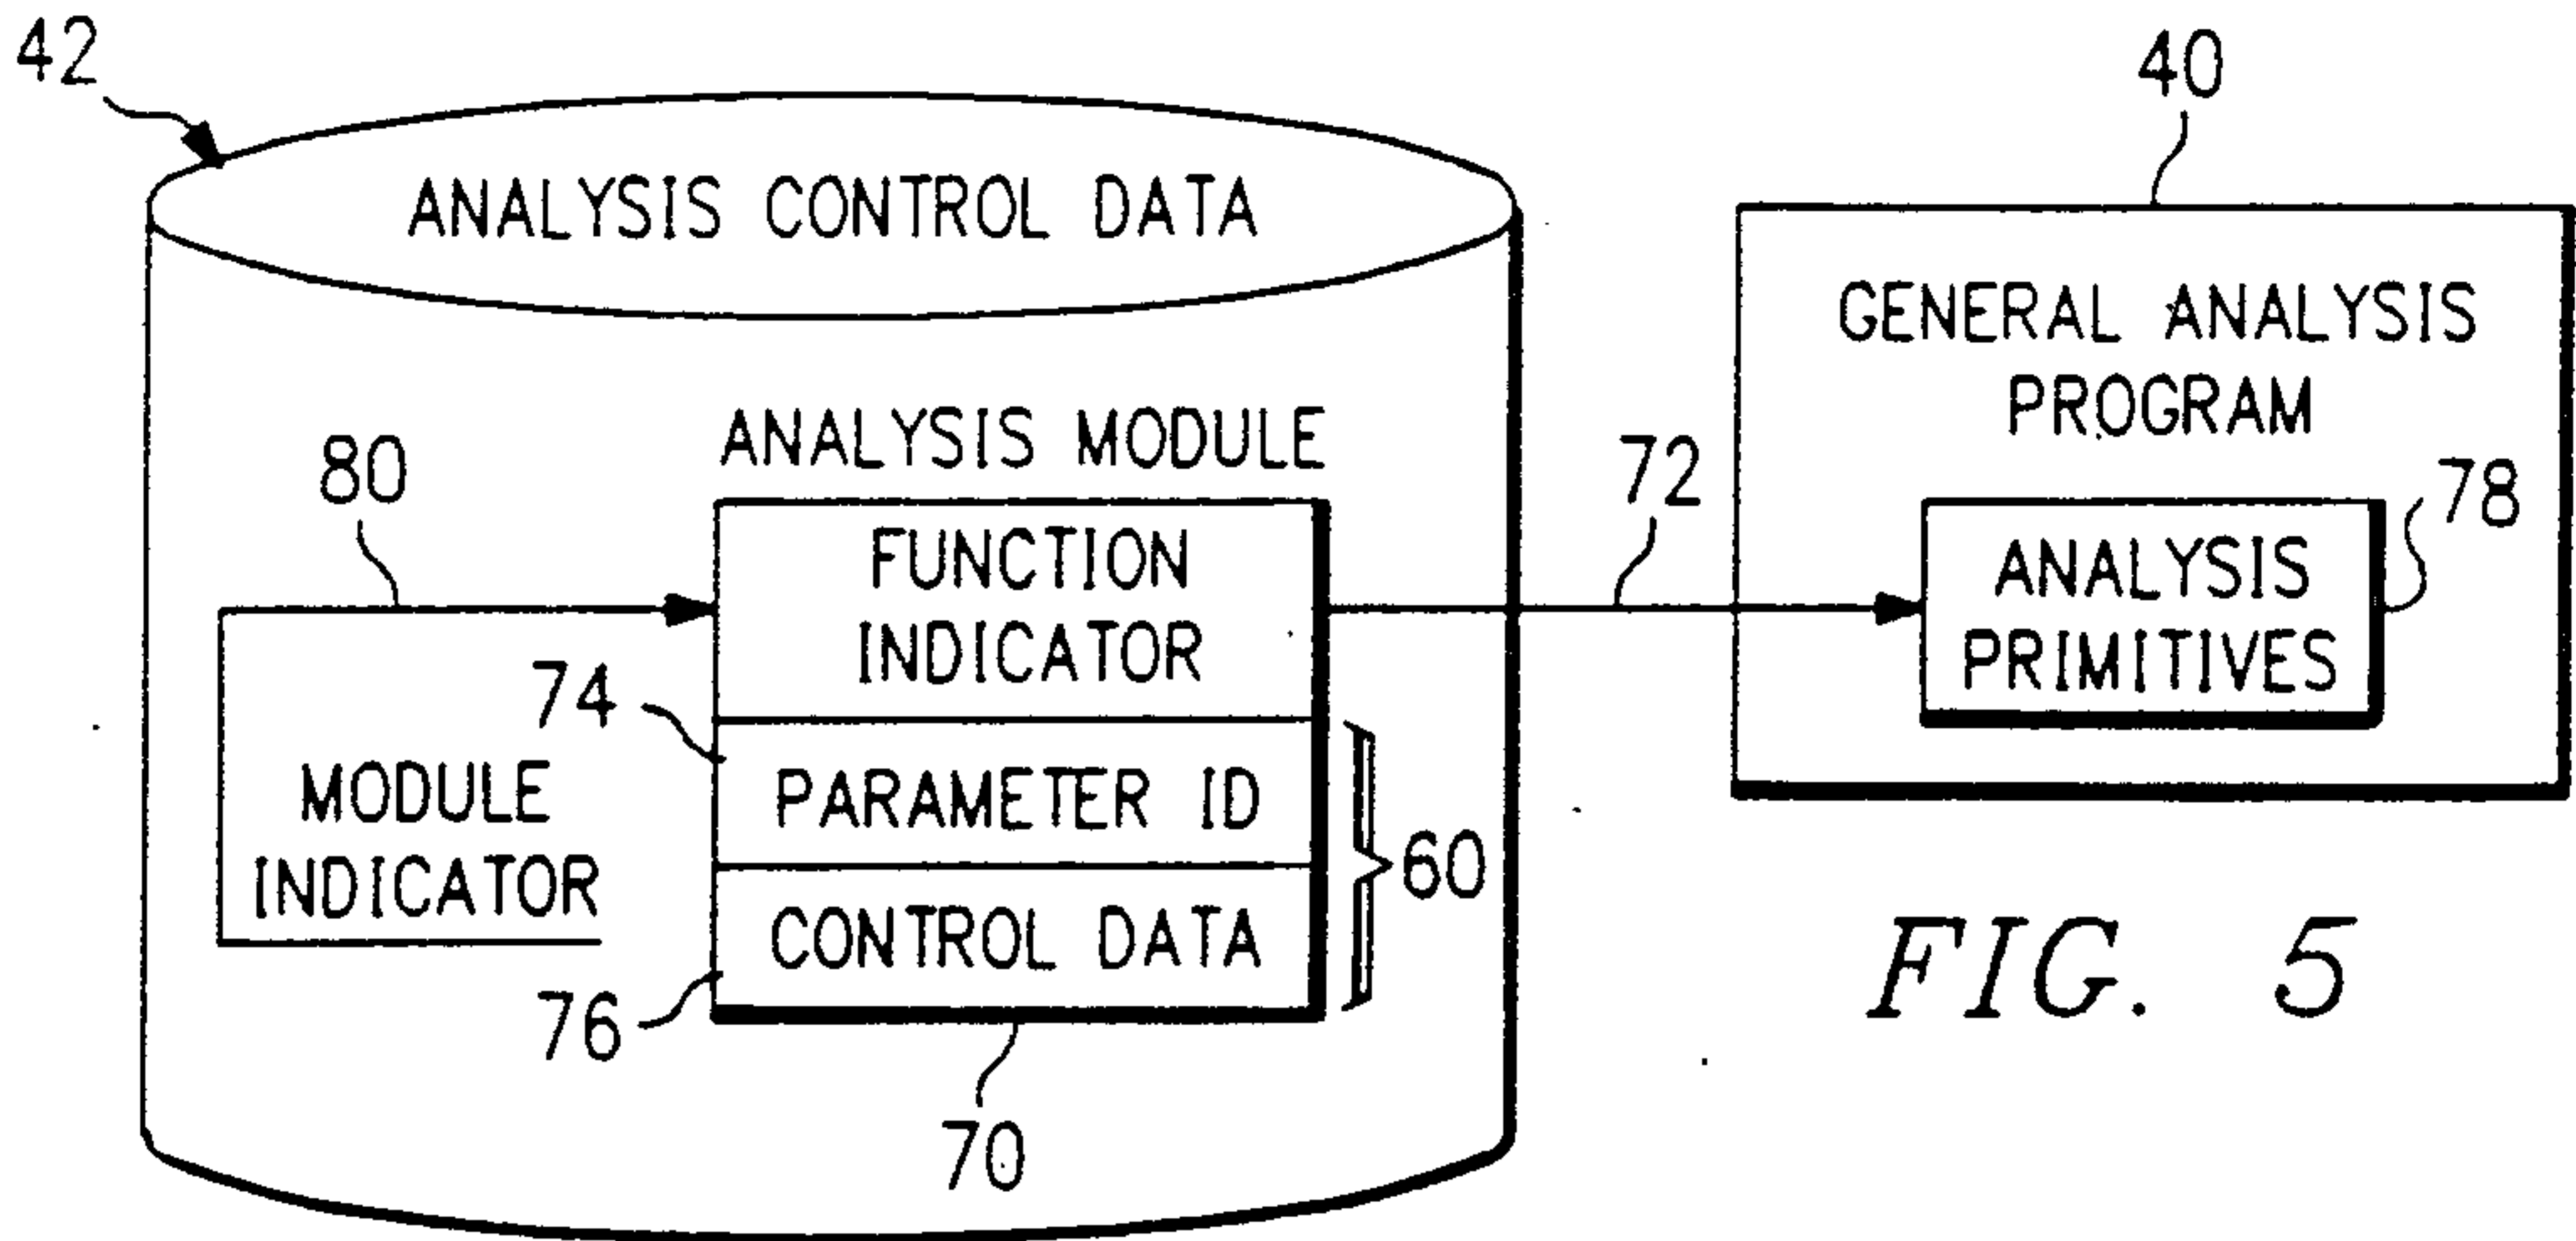 42
40
ANALYSIS CONTROL DATA
GENERAL ANALYSIS
PROGRAM
ANALYSIS MODULE
80
72
78
FUNCTION
INDICATOR
ANALYSIS
PRIMITIVES
74
MODULE
INDICATOR
PARAMETER ID
60
CONTROL DATA
76
70
FIG. 5